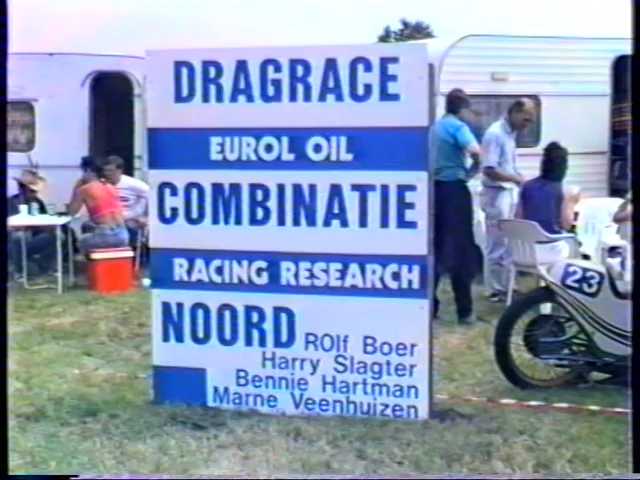 DRAGRACE
EUROL OIL
COMBINATIE
RACING RESEARCH
NOORD ROlf Boer
Harry Slagter
Bennie Hartman
Marne Veenhuizen
23